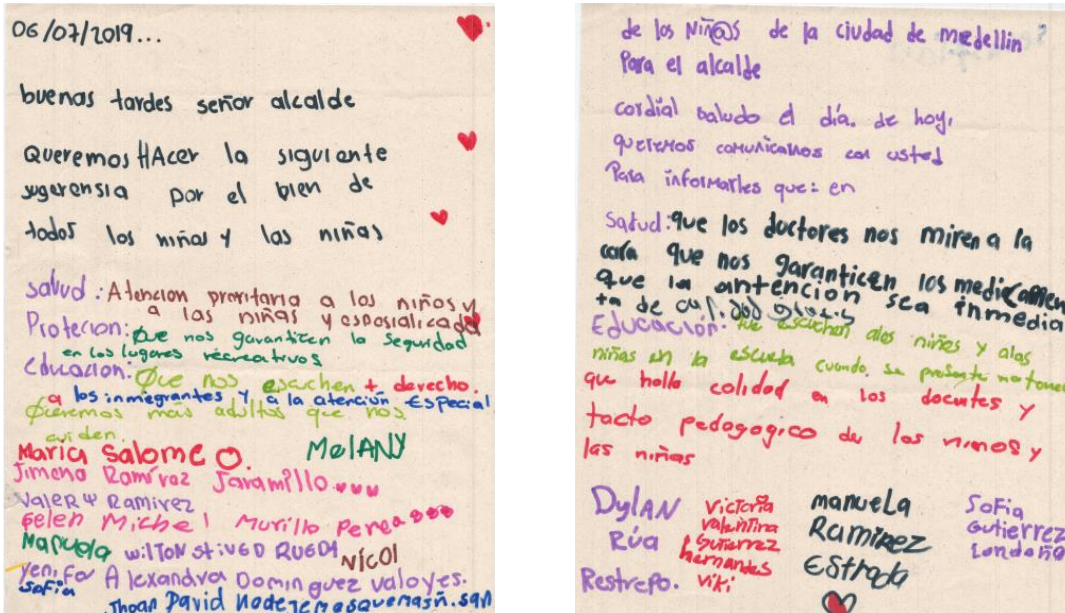 06/07/2019...
buenas tardes señor alcalde
Queremos HAcer la siguiente
sugerensia por el bien de
todos los niñas y las niñas
salud: Atencion proritaria a los niños y
a las niñas y espesializada
Protecion: Que nos garanticen la seguridad
en los lugares recreativos
Educacion: Que nos escuchen + derecho.
a los inmegrantes y a la atención ESPecial
Queremos más adultos que nos
cuiden.
Maria Salome O. MelANY
Jimena Ramírez Jaramillo
Valery Ramirez
Gelen Michel Murillo Perea
Manuela wilTON STIVED RUEDA NÍCOl
Yenifer Alexandra Dominguez valoyes.
Sofia
Jhoan David
de los Niñ@s de la ciudad de medellin
Para el alcalde
cordial saludo el día. de hoy,
queremos comunicarnos con usted
Para informarles que: en
Salud: que los doctores nos miren a la
cara que nos garanticen los medicamen
que la antención sea inmedia
ta de
Educación: que escuchen alos niñes y alas
niñas en la escuela cuando. se presente
que halla calidad en los docentes y
tacto pedagogico de los ninos y
las niñas
DylAN Rúa Restrepo.
Victoria valentina Gutierrez hernandes viki
manuela RamiRez EStrada
SoFia Gutierrez Londoño